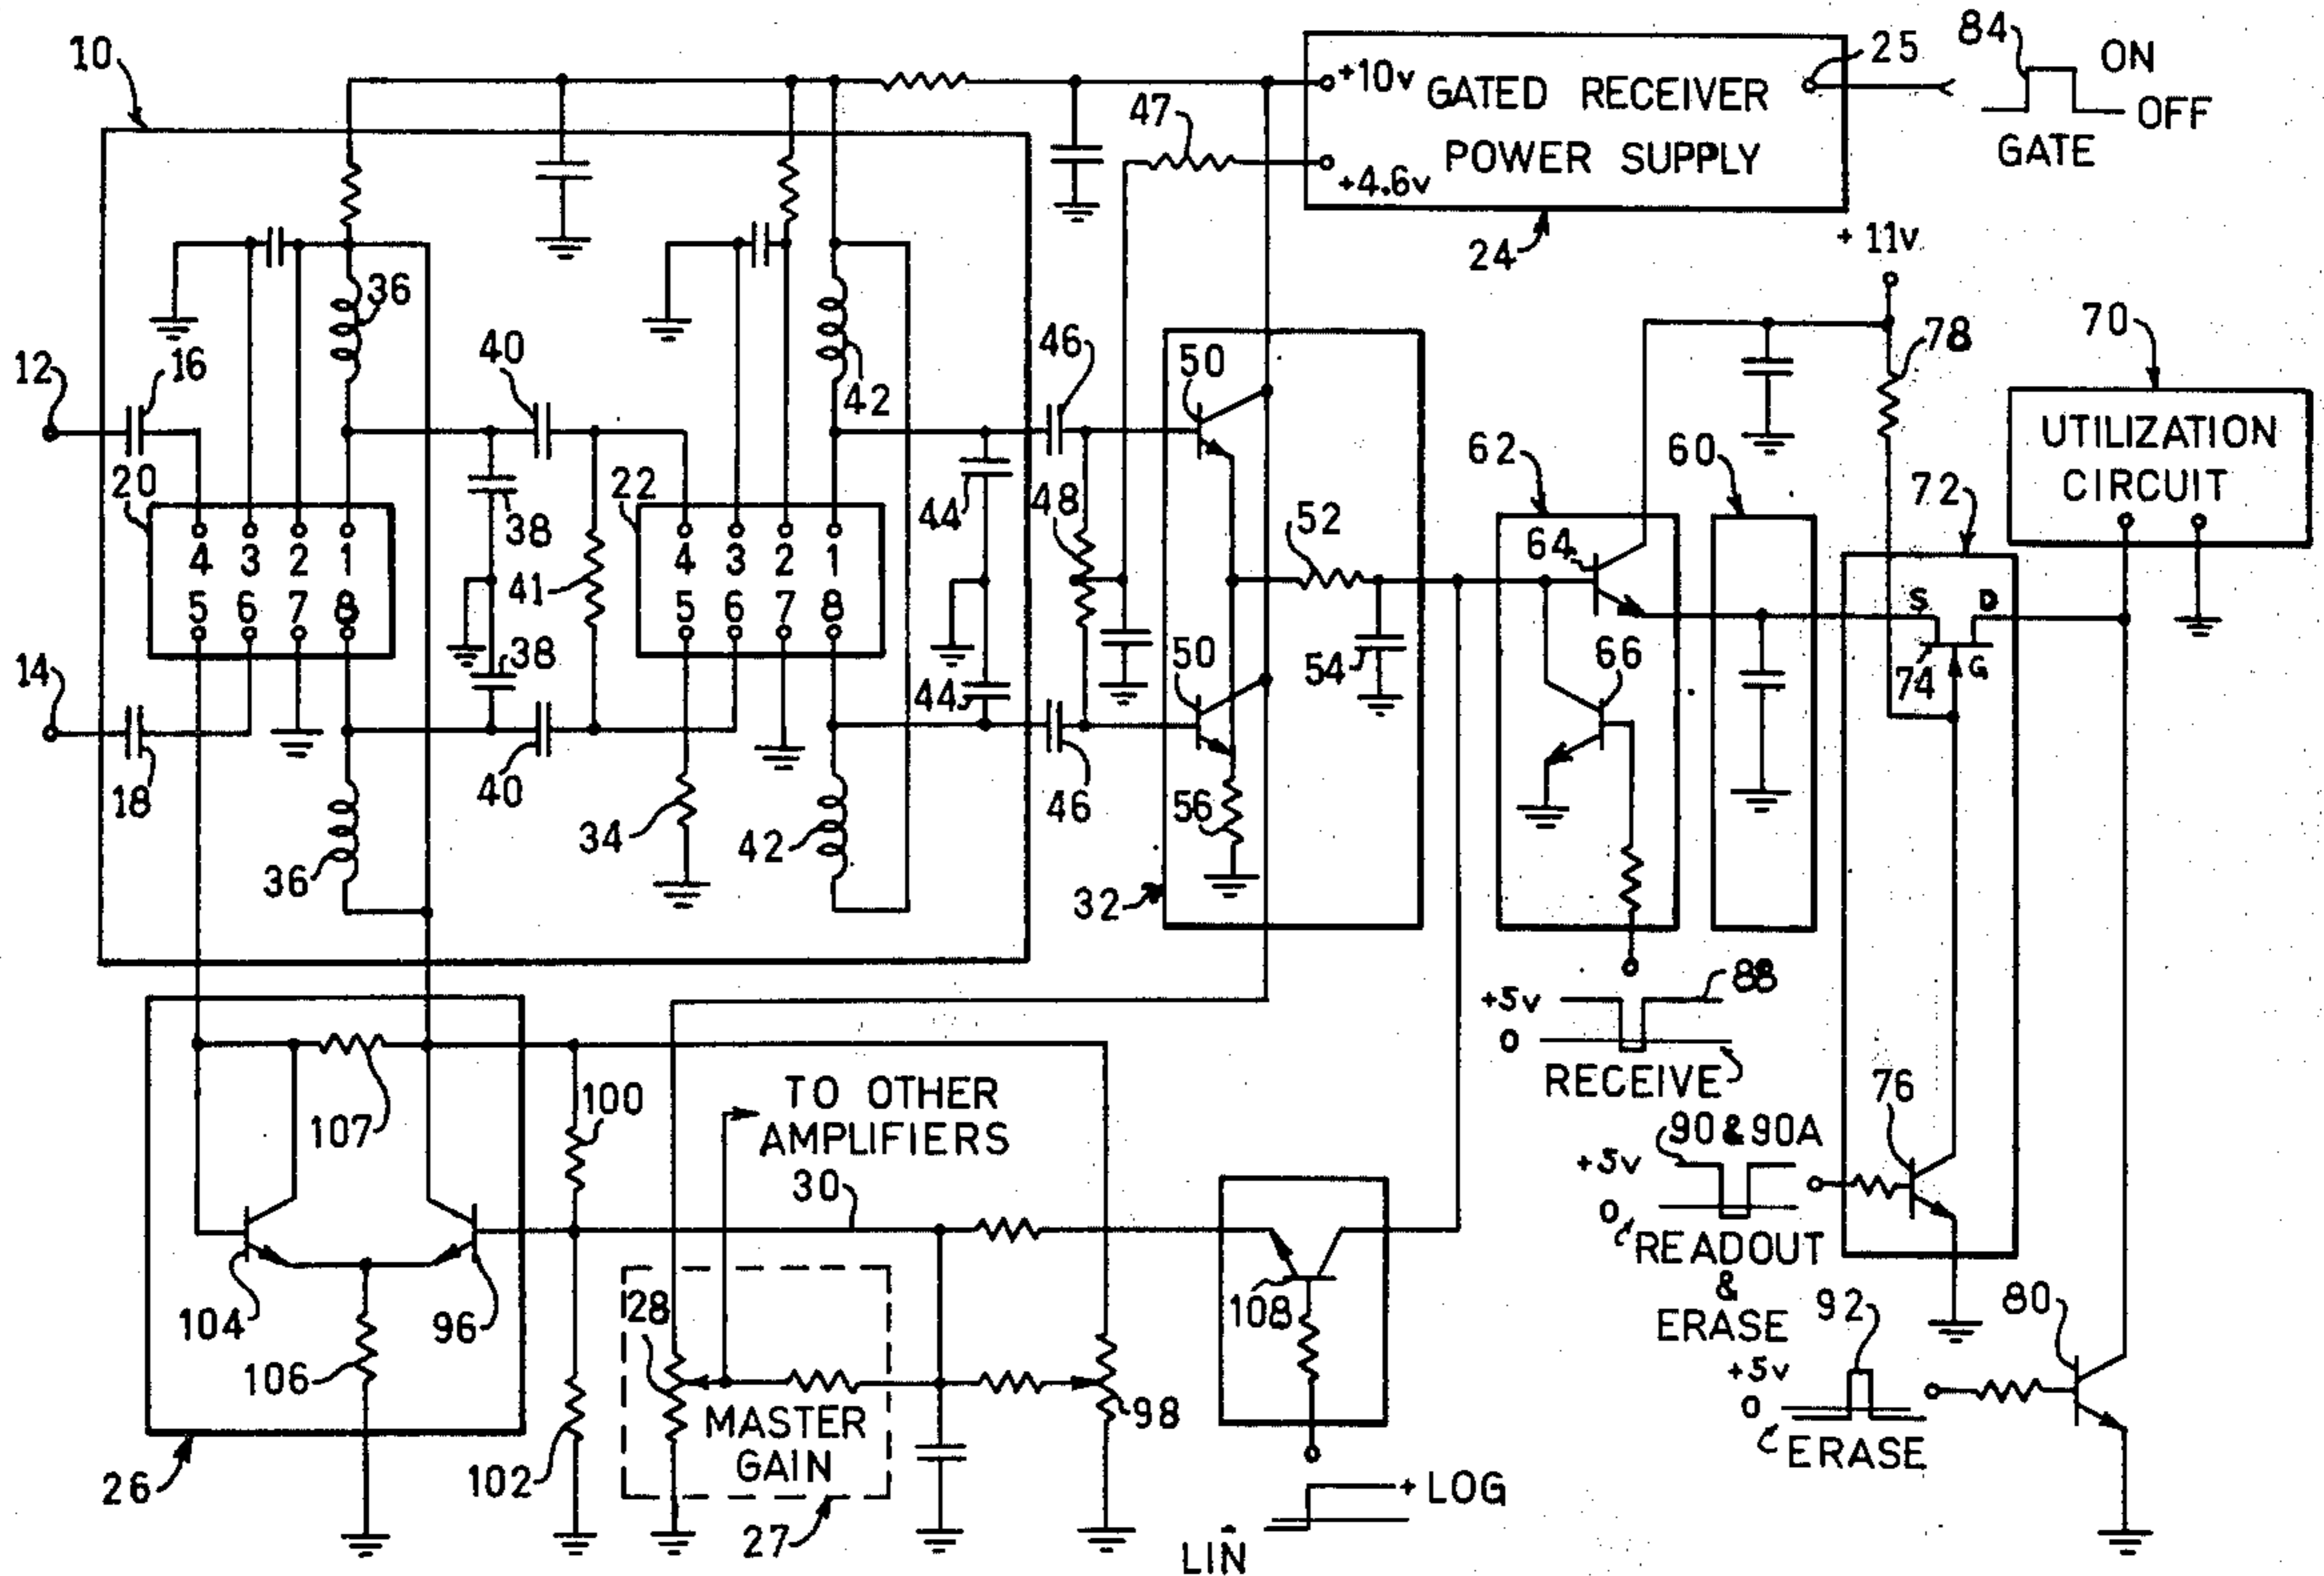 10
+10v
GATED RECEIVER
POWER SUPPLY
+4.6v
25
84
ON
OFF
GATE
47
24
+ 11v
36
12
16
40
42
46
50
78
70
UTILIZATION
CIRCUIT
20
22
38
44
48
52
62
60
72
4 3 2 1
5 6 7 8
41
4 3 2 1
5 6 7 8
64
S D
G
74
14
38
44
50
54
66
18
40
34
42
46
56
36
32
+5v
0
88
RECEIVE
76
90 & 90A
+5v
0
READOUT
&
ERASE
107
100
TO OTHER
AMPLIFIERS
30
104
96
28
108
92
80
106
MASTER
GAIN
98
+5v
0
ERASE
26
102
27
+ LOG
-
LIN